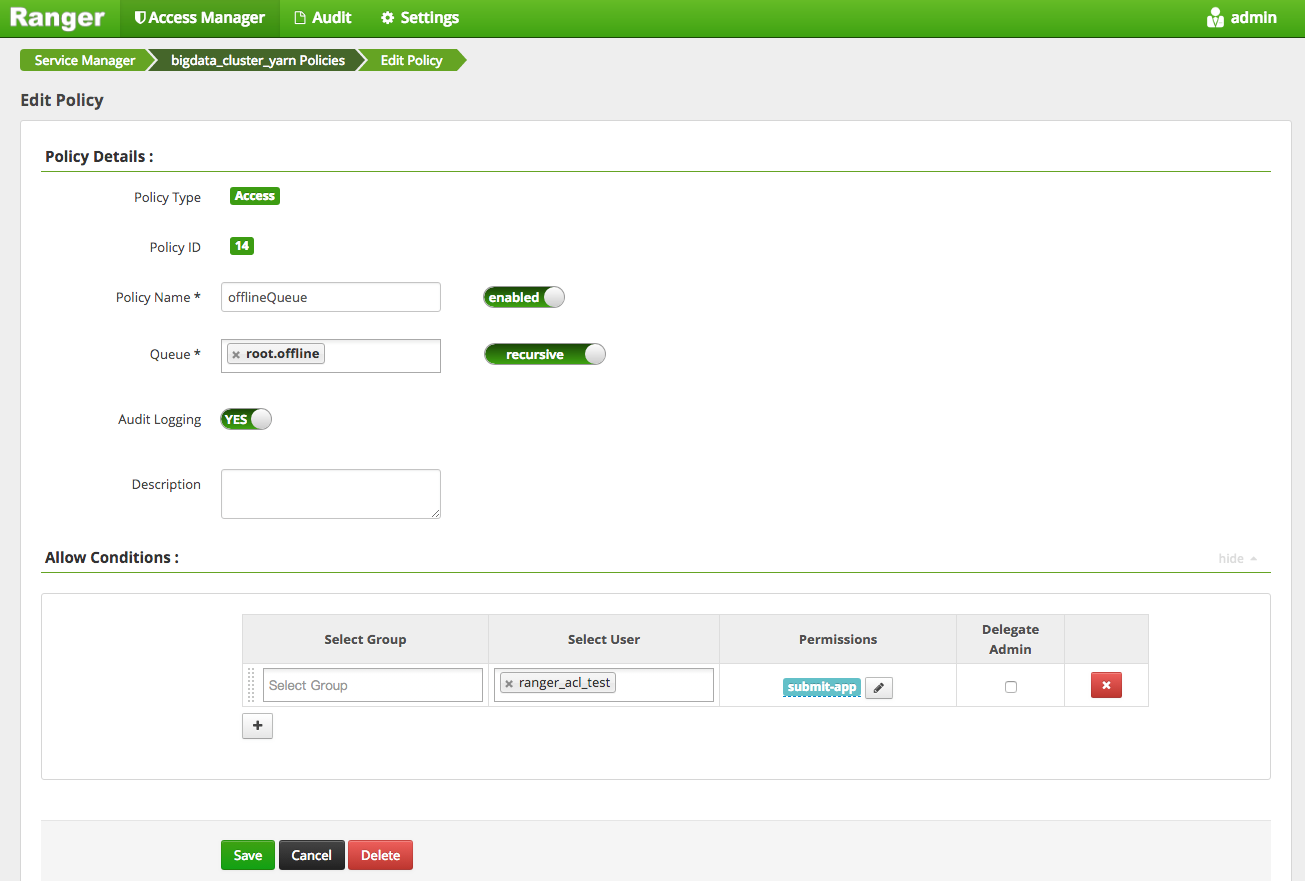 Ranger Access Manager Audit Settings admin
Service Manager bigdata_cluster_yarn Policies Edit Policy
Edit Policy
Policy Details :
Policy Type Access
Policy ID 14
Policy Name * offlineQueue enabled
Queue * × root.offline recursive
Audit Logging YES
Description
Allow Conditions : hide
Select Group Select User Permissions Delegate Admin
Select Group × ranger_acl_test submit-app ×
+
Save Cancel Delete